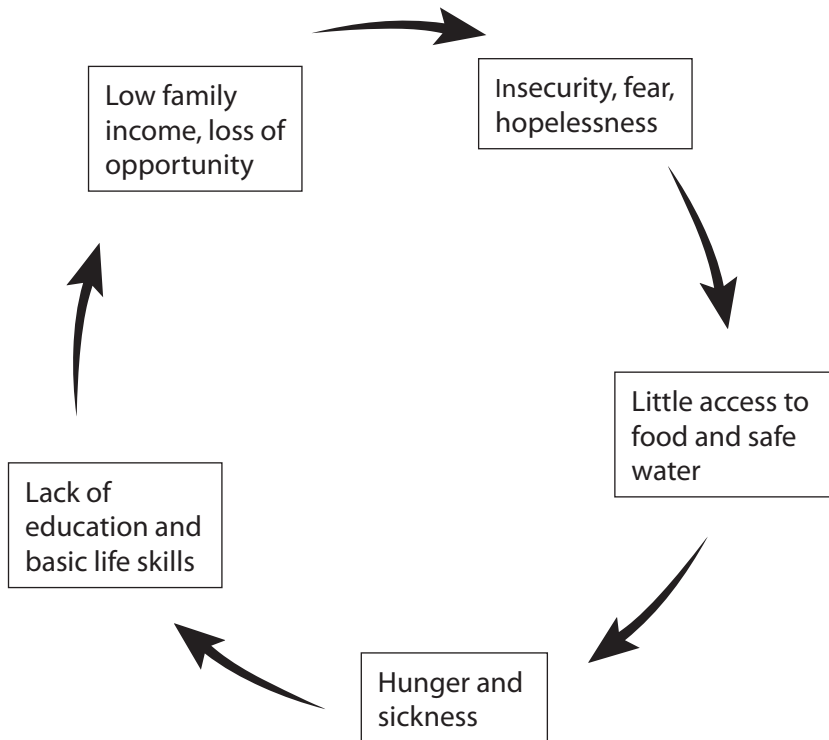 Low family
income, loss of
opportunity
Insecurity, fear,
hopelessness
Little access to
food and safe
water
Hunger and
sickness
Lack of
education and
basic life skills